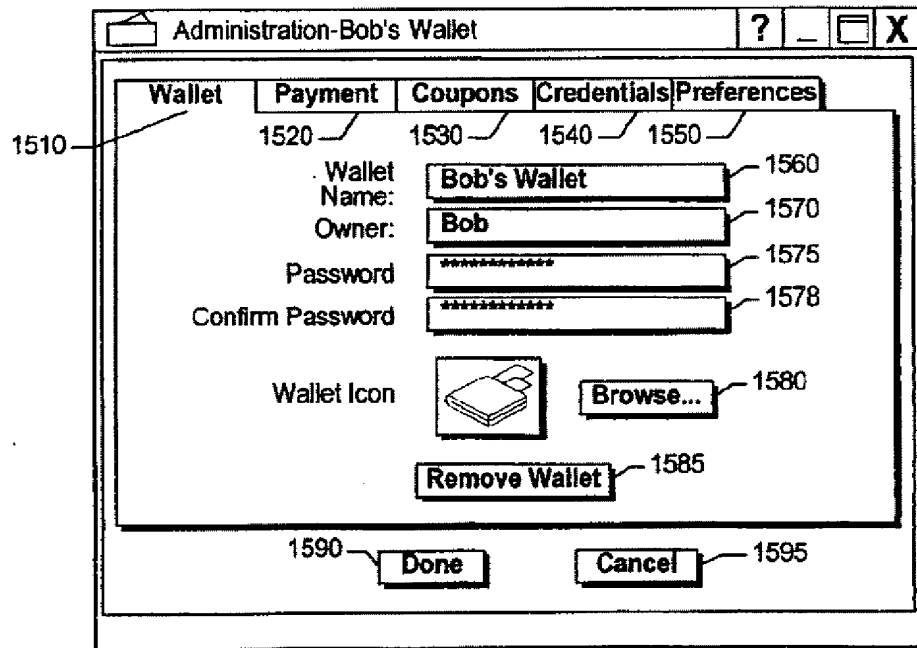 Administration-Bob's Wallet ? _ X
Wallet Payment Coupons Credentials Preferences
1510 1520 1530 1540 1550
Wallet Name: Bob's Wallet 1560
Owner: Bob 1570
Password ************ 1575
Confirm Password ************ 1578
Wallet Icon Browse... 1580
Remove Wallet 1585
1590 Done Cancel 1595